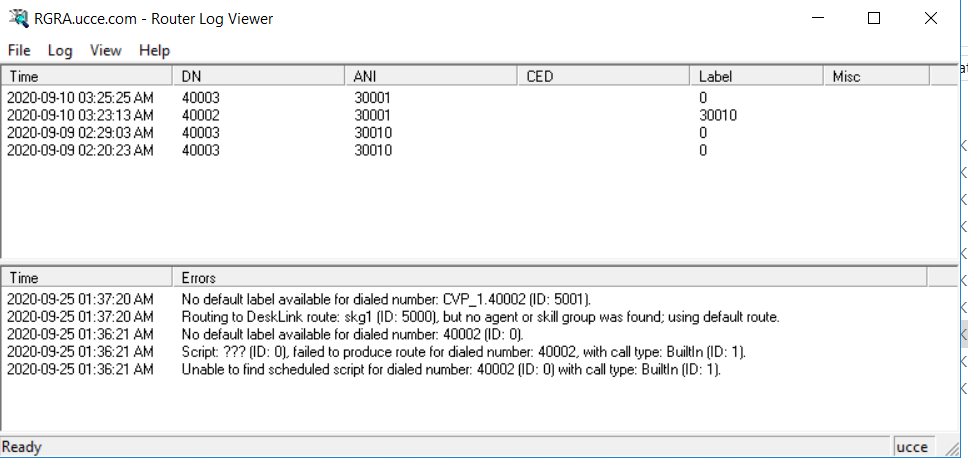 RGRA.ucce.com - Router Log Viewer
File Log View Help
Time DN ANI CED Label Misc
2020-09-10 03:25:25 AM 40003 30001 0
2020-09-10 03:23:13 AM 40002 30001 30010
2020-09-09 02:29:03 AM 40003 30010 0
2020-09-09 02:20:23 AM 40003 30010 0
Time Errors
2020-09-25 01:37:20 AM No default label available for dialed number: CVP_1.40002 (ID: 5001).
2020-09-25 01:37:20 AM Routing to DeskLink route: skg1 (ID: 5000), but no agent or skill group was found; using default route.
2020-09-25 01:36:21 AM No default label available for dialed number: 40002 (ID: 0).
2020-09-25 01:36:21 AM Script: ??? (ID: 0), failed to produce route for dialed number: 40002, with call type: BuiltIn (ID: 1).
2020-09-25 01:36:21 AM Unable to find scheduled script for dialed number: 40002 (ID: 0) with call type: BuiltIn (ID: 1).
Ready ucce